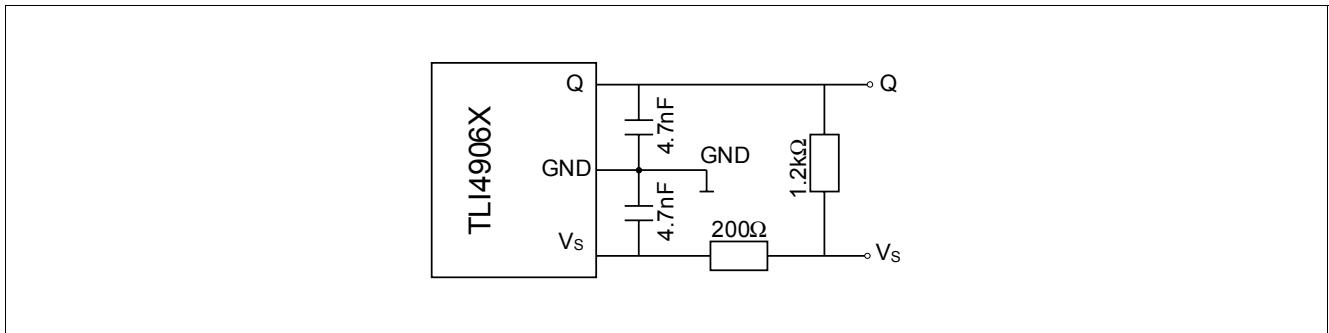 TLI4906X
Q
GND
VS
4.7nF
4.7nF
GND
200Ω
1.2kΩ
Q
VS